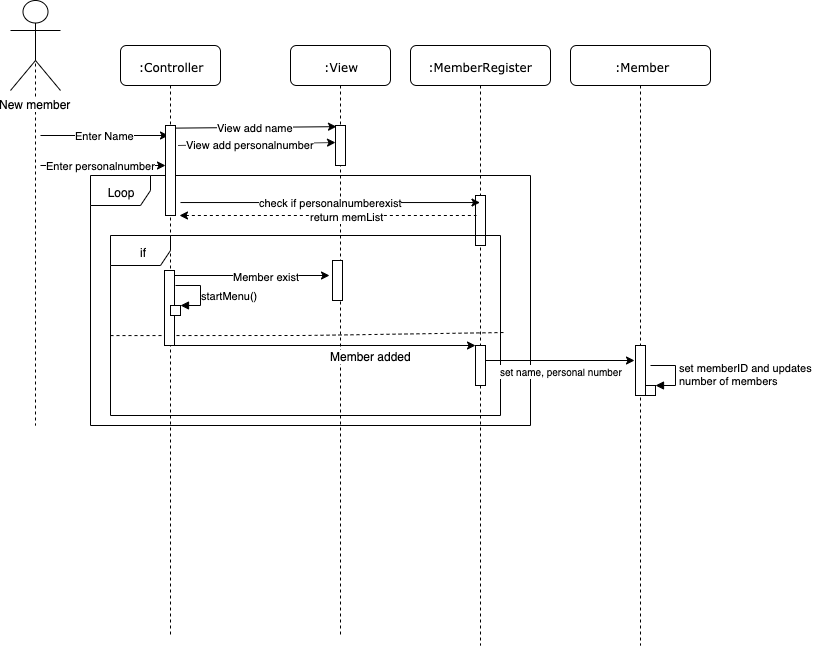 :Controller
:View
:MemberRegister
:Member
New member
View add name
Enter Name
View add personalnumber
Enter personalnumber
Loop
check if personalnumberexist
return memList
if
Member exist
startMenu()
Member added
set name, personal number
set memberID and updates
number of members